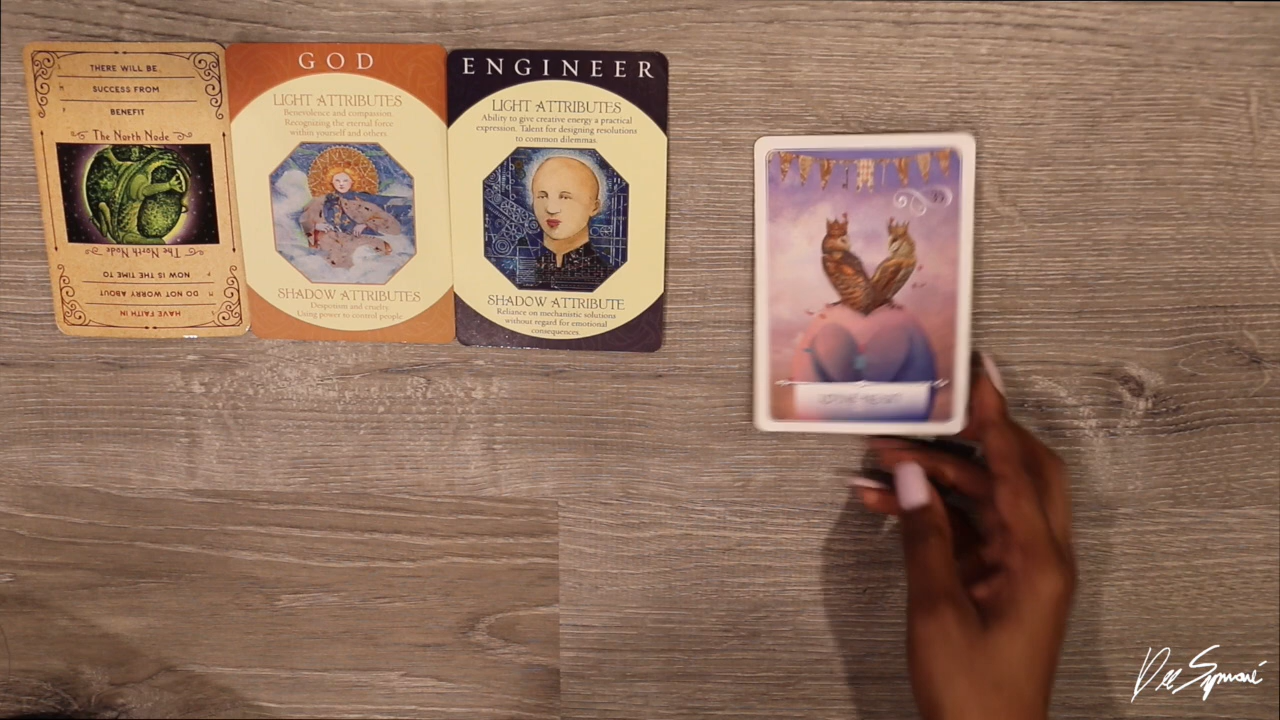 THERE WILL BE
SUCCESS FROM
BENEFIT
The North Node
The North Node
NOW IS THE TIME TO
DO NOT WORRY ABOUT
HAVE FAITH IN
GOD
LIGHT ATTRIBUTES
Benevolence and compassion.
Recognizing the eternal force
within yourself and others.
SHADOW ATTRIBUTES
Despotism and cruelty.
Using power to control people.
ENGINEER
LIGHT ATTRIBUTES
Ability to give creative energy a practical
expression. Talent for designing resolutions
to common dilemmas.
SHADOW ATTRIBUTE
Reliance on mechanistic solutions
without regard for emotional
consequences.
Dee Symoné